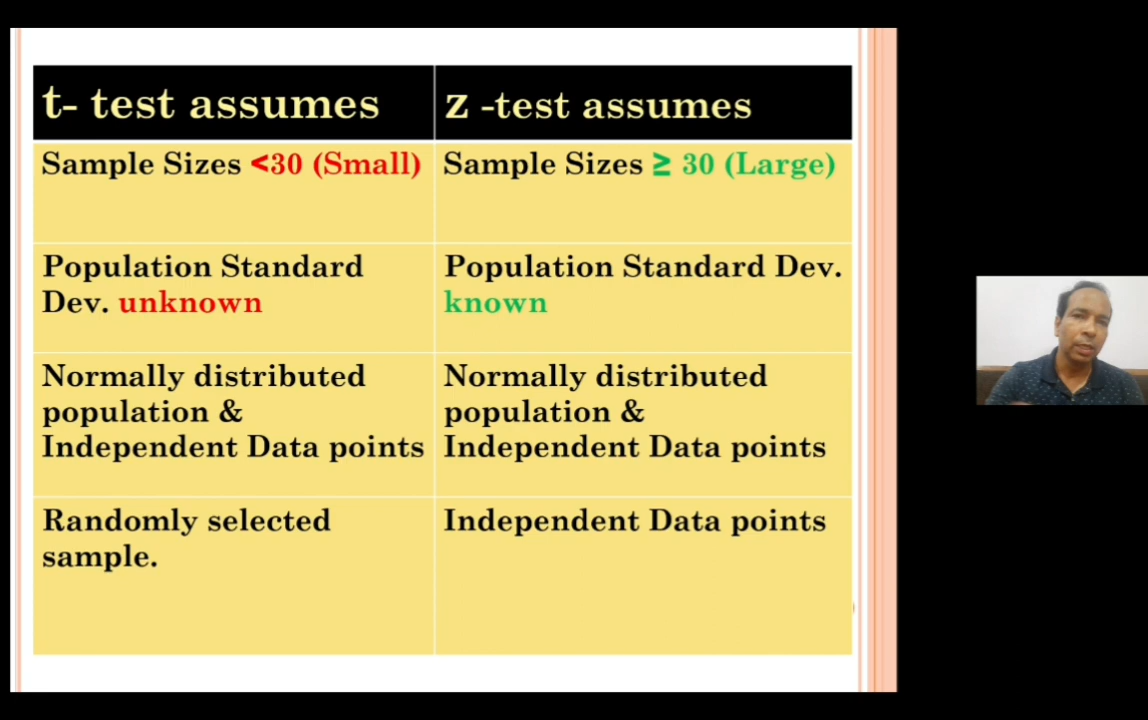 t- test assumes
z -test assumes
Sample Sizes <30 (Small)
Sample Sizes ≥ 30 (Large)
Population Standard
Dev. unknown
Population Standard Dev.
known
Normally distributed
population &
Independent Data points
Normally distributed
population &
Independent Data points
Randomly selected
sample.
Independent Data points